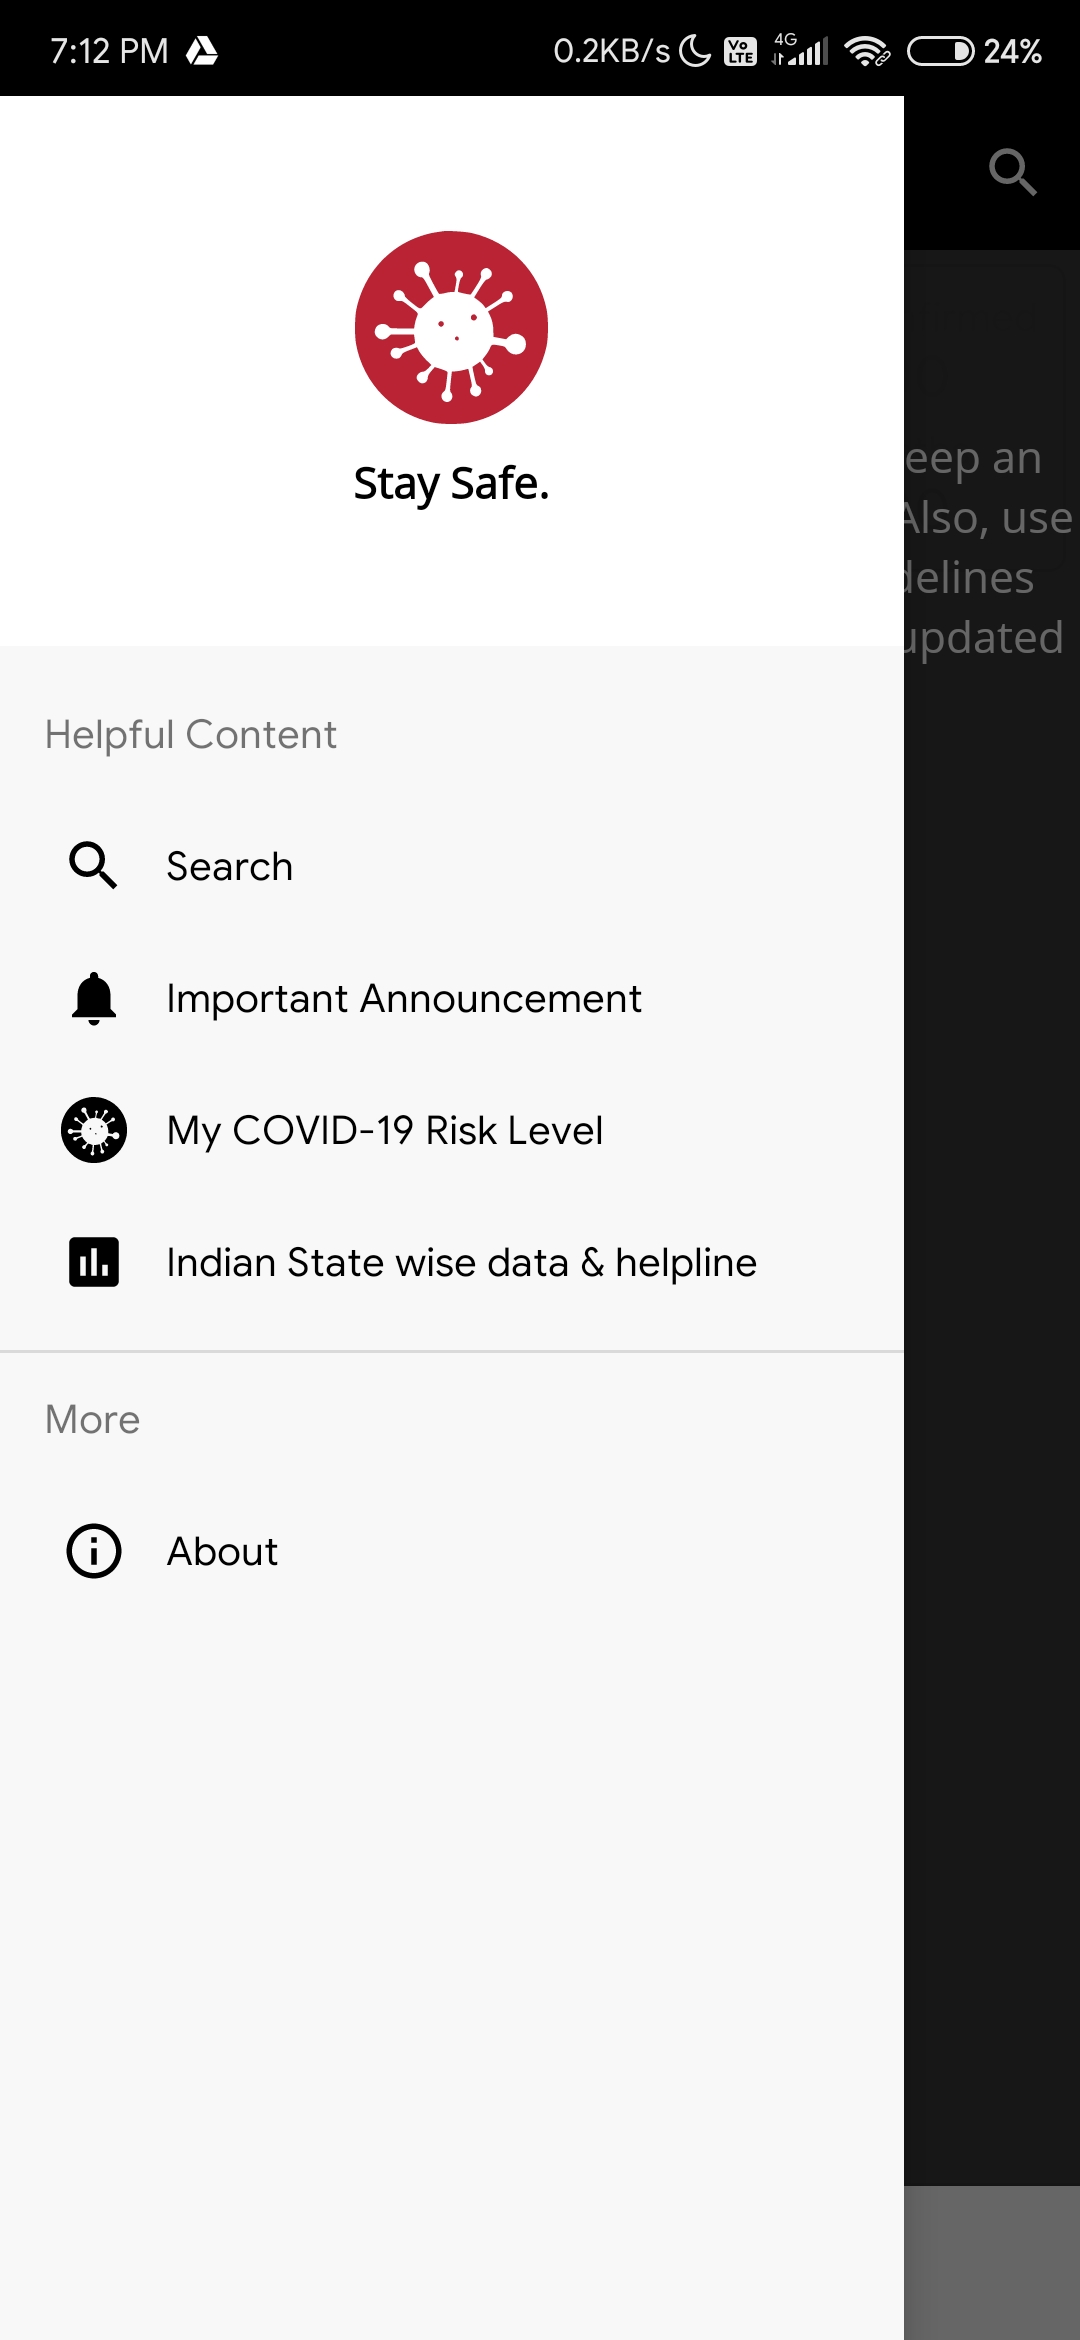 7:12 PM 0.2KB/s Vo LTE 4G 24%
Stay Safe.
eep an
Also, use
delines
updated
Helpful Content
Search
Important Announcement
My COVID-19 Risk Level
Indian State wise data & helpline
More
About